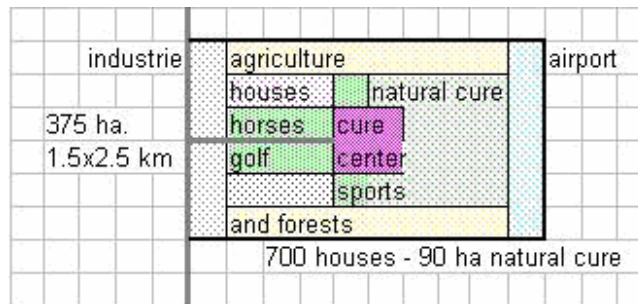 industrie agriculture airport
houses natural cure
375 ha. horses cure
1.5x2.5 km golf center
sports
and forests
700 houses - 90 ha natural cure